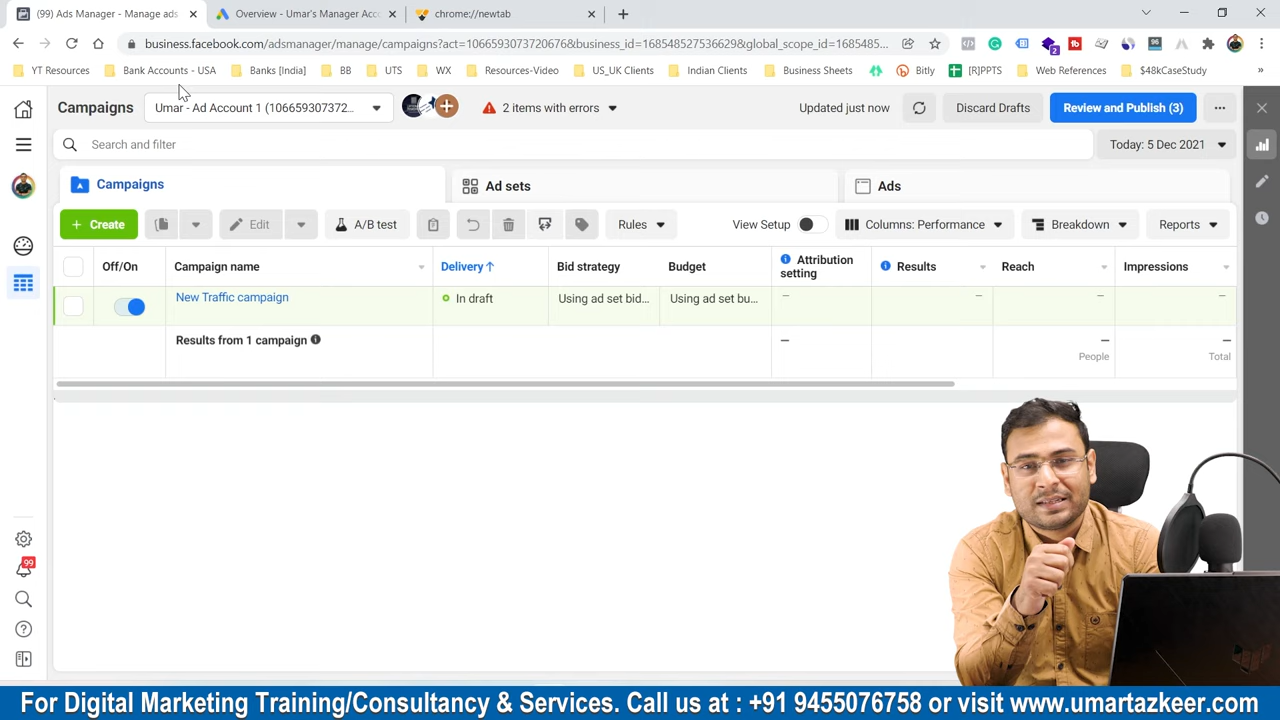 (99) Ads Manager - Manage ads
Overview - Umar's Manager Acc
chrome://newtab
business.facebook.com/adsmanager/manage/campaigns?act=1066593073720676&business_id=168548527536629&global_scope_id=1685485.
YT Resources
Bank Accounts - USA
Banks [India]
BB
UTS
WX
Resources-Video
US_UK Clients
Indian Clients
Business Sheets
Bitly
[R]PPTS
Web References
$48kCaseStudy
»
Campaigns
Umar - Ad Account 1 (106659307372...
2 items with errors
Updated just now
Discard Drafts
Review and Publish (3)
Search and filter
Today: 5 Dec 2021
Campaigns
Ad sets
Ads
+ Create
Edit
A/B test
Rules
View Setup
Columns: Performance
Breakdown
Reports
Off/On
Campaign name
Delivery ↑
Bid strategy
Budget
Attribution
setting
Results
Reach
Impressions
New Traffic campaign
In draft
Using ad set bid...
Using ad set bu...
—
—
—
—
Results from 1 campaign
—
—
—
People
Total
99
For Digital Marketing Training/Consultancy & Services. Call us at : +91 9455076758 or visit www.umartazkeer.com